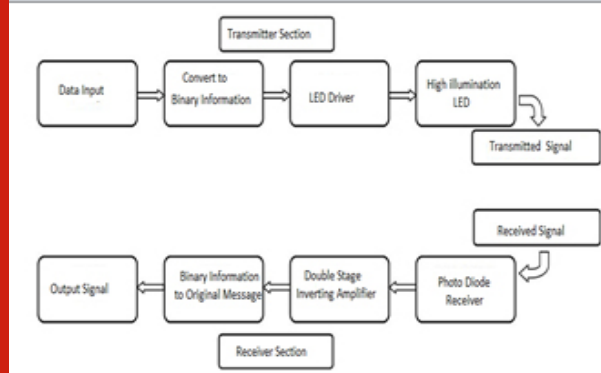 Transmitter Section
Data Input
Convert to
Binary Information
LED Driver
High illumination
LED
Transmitted Signal
Received Signal
Output Signal
Binary Information
to Original Message
Double Stage
Inverting Amplifier
Photo Diode
Receiver
Receiver Section